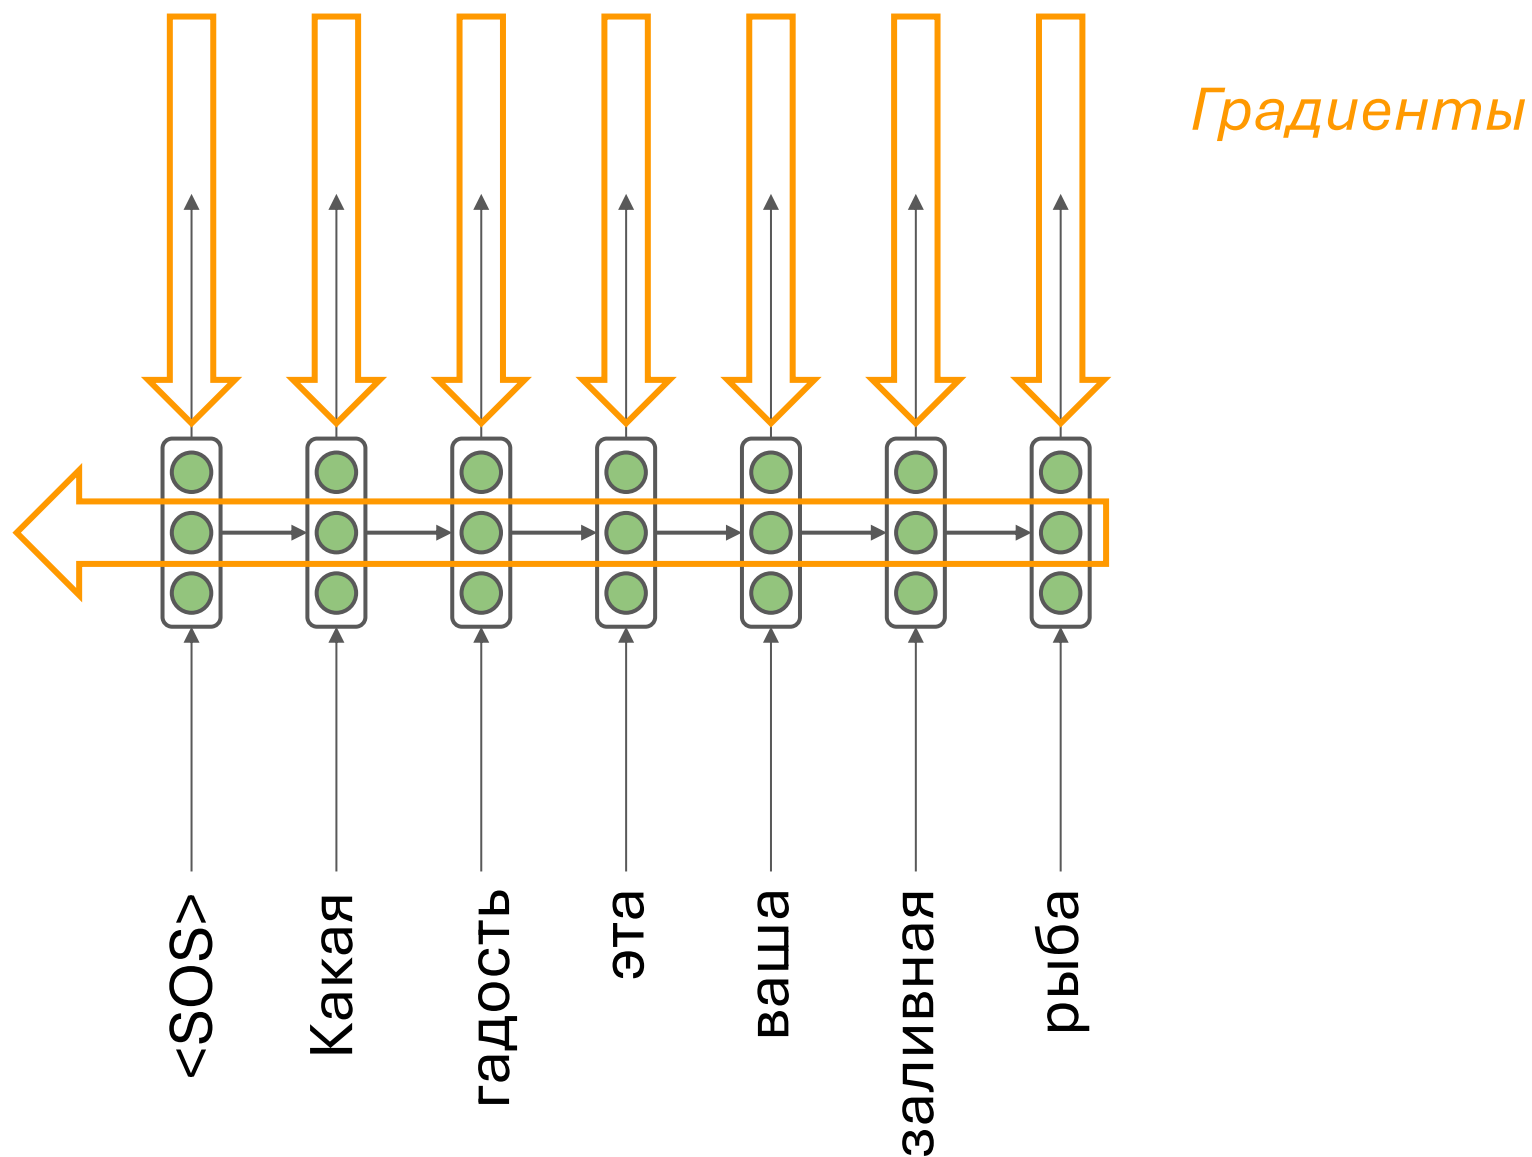 Градиенты
<SOS>
Какая
гадость
эта
ваша
заливная
рыба